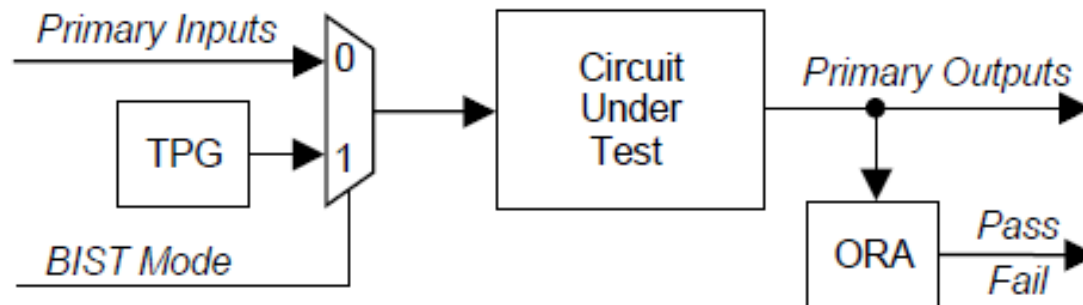 Primary Inputs
0
TPG
1
BIST Mode
Circuit
Under
Test
Primary Outputs
ORA
Pass
Fail